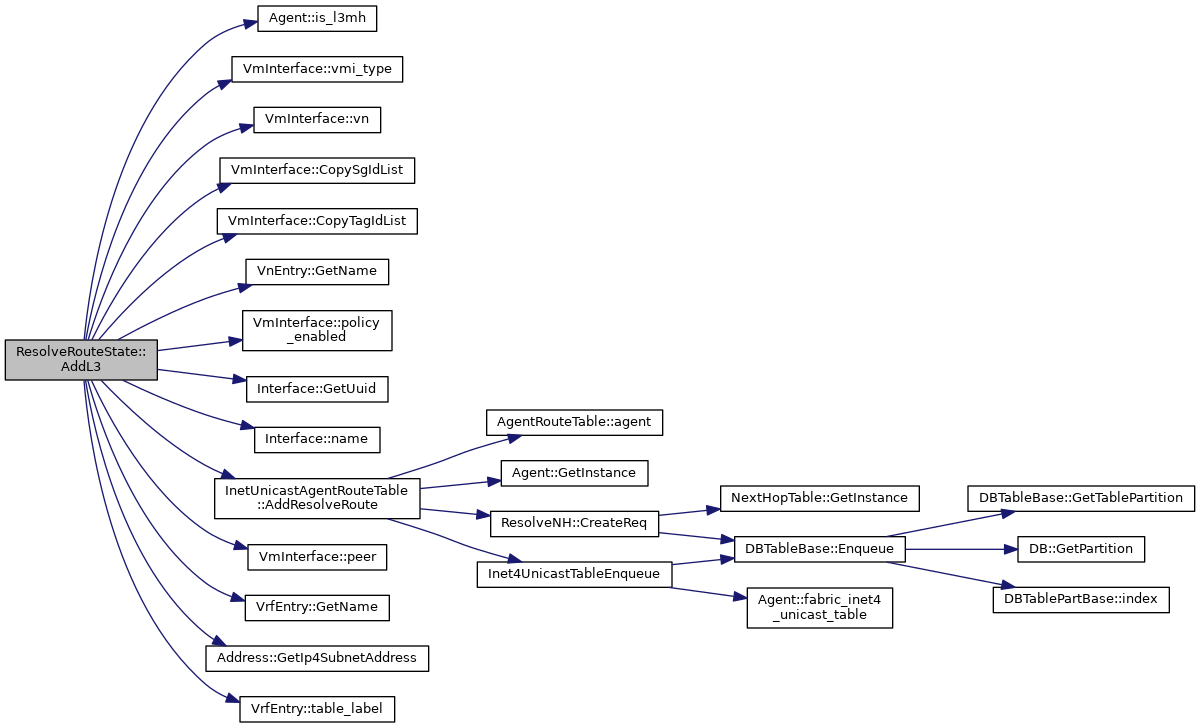 Agent::is_l3mh
VmInterface::vmi_type
VmInterface::vn
VmInterface::CopySgIdList
VmInterface::CopyTagIdList
VnEntry::GetName
VmInterface::policy
_enabled
ResolveRouteState::
AddL3
Interface::GetUuid
Interface::name
InetUnicastAgentRouteTable
::AddResolveRoute
VmInterface::peer
VrfEntry::GetName
Address::GetIp4SubnetAddress
VrfEntry::table_label
AgentRouteTable::agent
Agent::GetInstance
ResolveNH::CreateReq
Inet4UnicastTableEnqueue
NextHopTable::GetInstance
DBTableBase::Enqueue
Agent::fabric_inet4
_unicast_table
DBTableBase::GetTablePartition
DB::GetPartition
DBTablePartBase::index